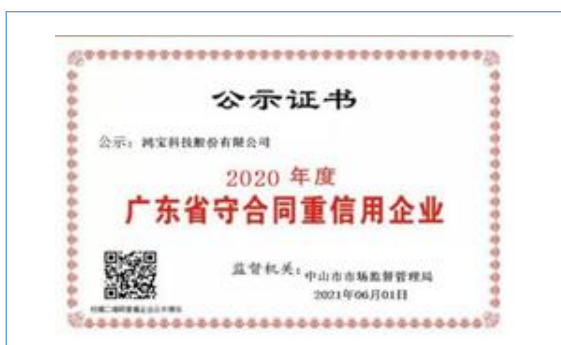 公示证书
公示：鸿宝科技股份有限公司
2020 年度
广东省守合同重信用企业
监督机关：中山市市场监督管理局
2021年06月01日